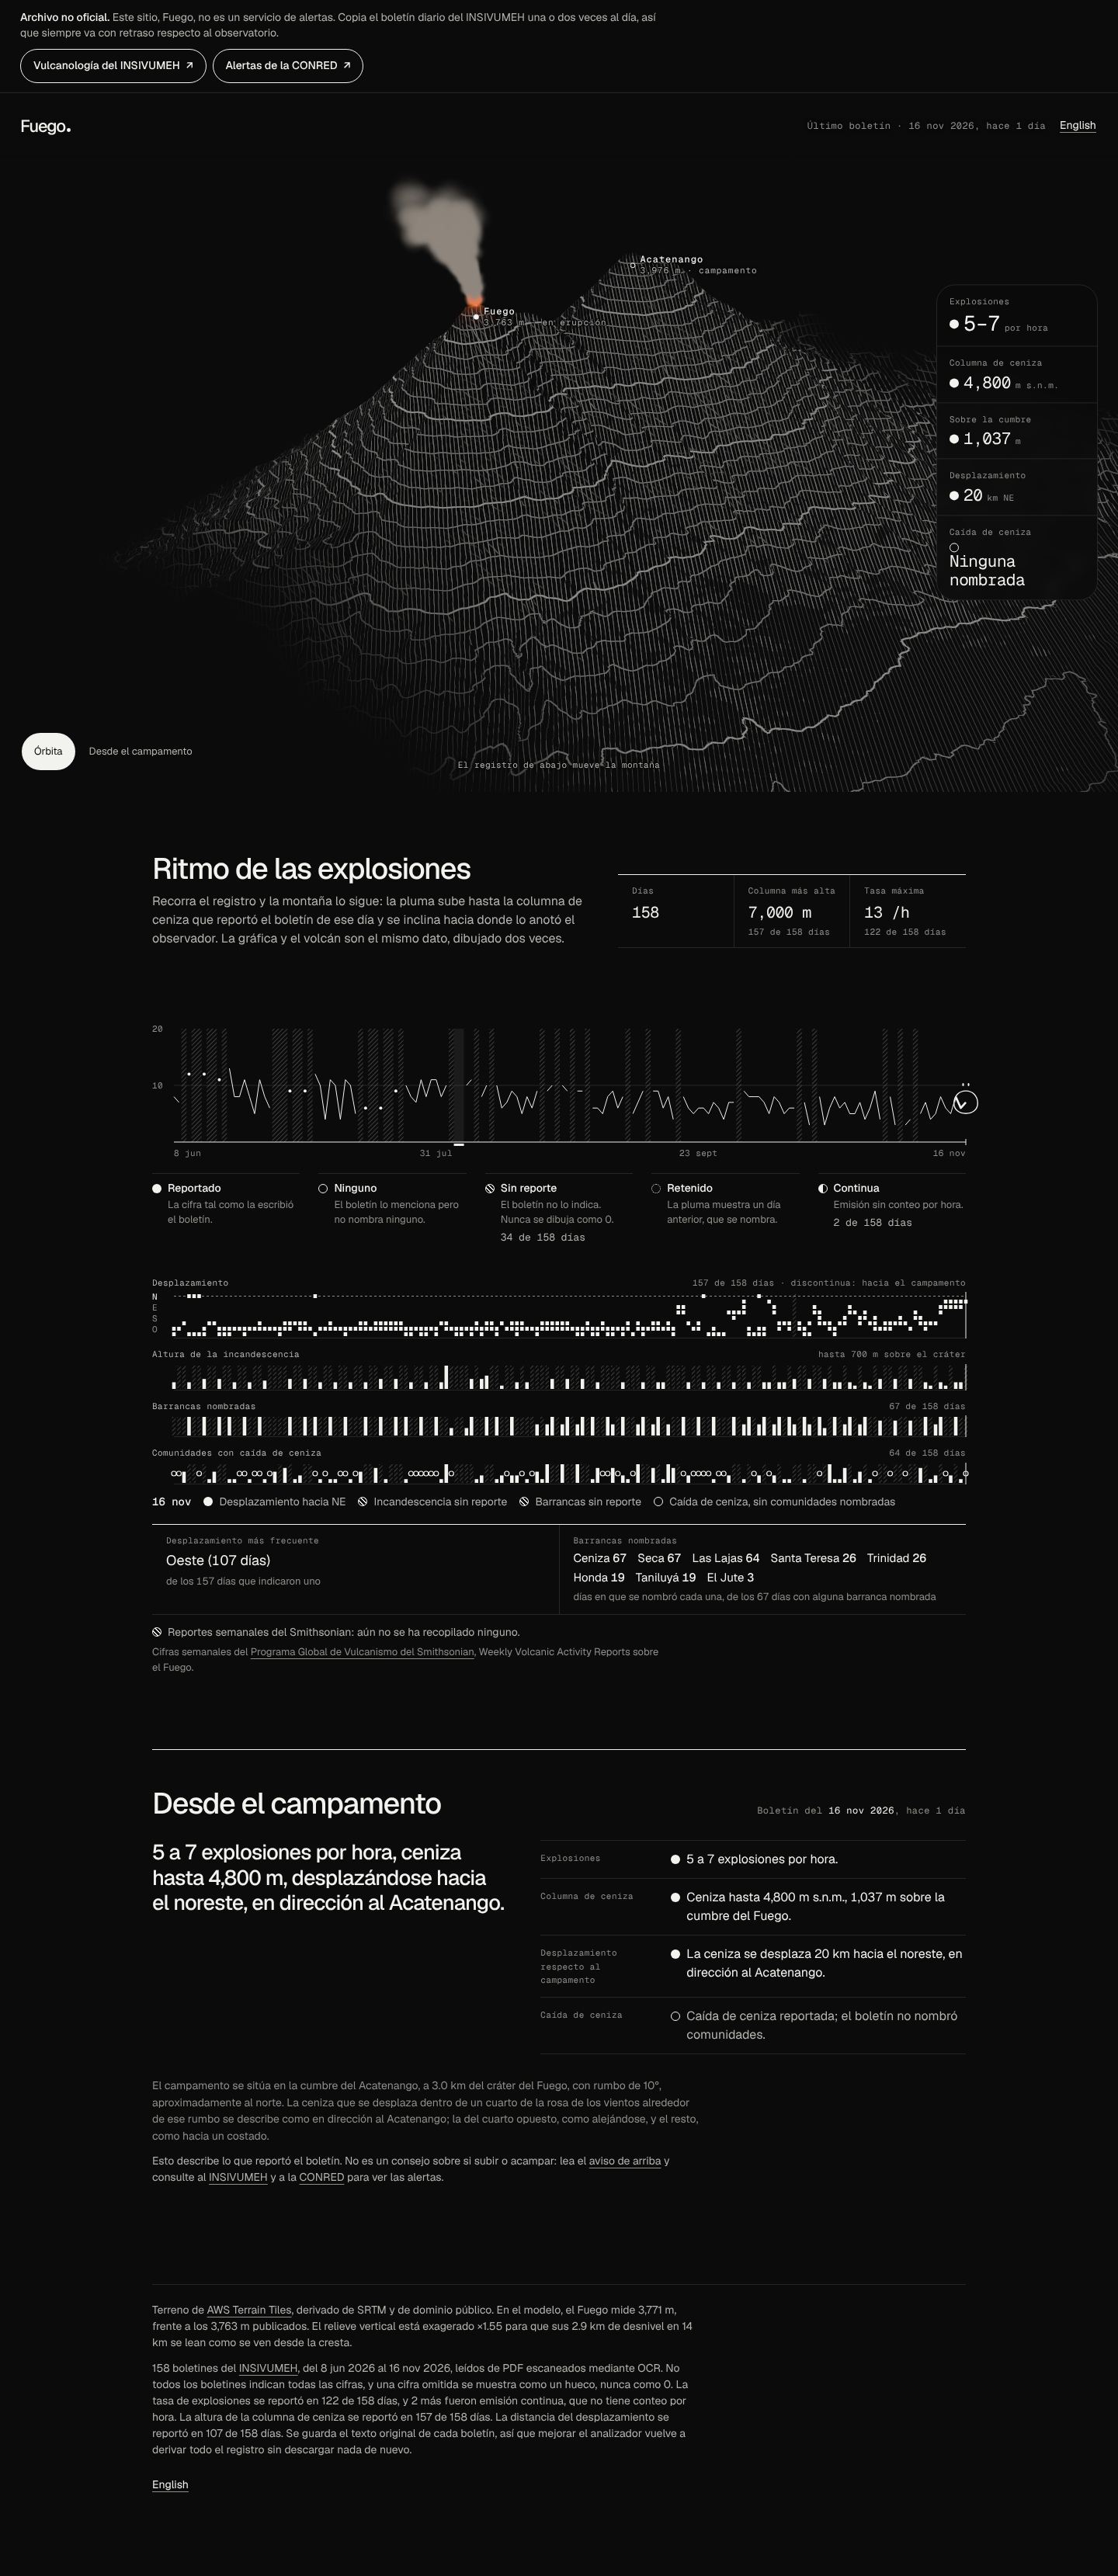 Archivo no oficial. Este sitio, Fuego, no es un servicio de alertas. Copia el boletín diario del INSIVUMEH una o dos veces al día, así
que siempre va con retraso respecto al observatorio.
Vulcanología del INSIVUMEH ↗
Alertas de la CONRED ↗
Fuego.
Último boletín · 16 nov 2026, hace 1 día
English
Acatenango
3,976 m · campamento
Fuego
3,763 m · en erupción
Explosiones
5–7 por hora
Columna de ceniza
4,800 m s.n.m.
Sobre la cumbre
1,037 m
Desplazamiento
20 km NE
Caída de ceniza
Ninguna
nombrada
Órbita
Desde el campamento
El registro de abajo mueve la montaña
Ritmo de las explosiones
Recorra el registro y la montaña lo sigue: la pluma sube hasta la columna de
ceniza que reportó el boletín de ese día y se inclina hacia donde lo anotó el
observador. La gráfica y el volcán son el mismo dato, dibujado dos veces.
Días
158
Columna más alta
7,000 m
157 de 158 días
Tasa máxima
13 /h
122 de 158 días
20
10
8 jun
31 jul
23 sept
16 nov
Reportado
La cifra tal como la escribió
el boletín.
Ninguno
El boletín lo menciona pero
no nombra ninguno.
Sin reporte
El boletín no lo indica.
Nunca se dibuja como 0.
34 de 158 días
Retenido
La pluma muestra un día
anterior, que se nombra.
Continua
Emisión sin conteo por hora.
2 de 158 días
Desplazamiento
157 de 158 días · discontinua: hacia el campamento
N
E
S
O
Altura de la incandescencia
hasta 700 m sobre el cráter
Barrancas nombradas
67 de 158 días
Comunidades con caída de ceniza
64 de 158 días
16 nov
Desplazamiento hacia NE
Incandescencia sin reporte
Barrancas sin reporte
Caída de ceniza, sin comunidades nombradas
Desplazamiento más frecuente
Oeste (107 días)
de los 157 días que indicaron uno
Barrancas nombradas
Ceniza 67 Seca 67 Las Lajas 64 Santa Teresa 26 Trinidad 26
Honda 19 Taniluyá 19 El Jute 3
días en que se nombró cada una, de los 67 días con alguna barranca nombrada
Reportes semanales del Smithsonian: aún no se ha recopilado ninguno.
Cifras semanales del Programa Global de Vulcanismo del Smithsonian, Weekly Volcanic Activity Reports sobre
el Fuego.
Desde el campamento
Boletín del 16 nov 2026, hace 1 día
5 a 7 explosiones por hora, ceniza
hasta 4,800 m, desplazándose hacia
el noreste, en dirección al Acatenango.
Explosiones
5 a 7 explosiones por hora.
Columna de ceniza
Ceniza hasta 4,800 m s.n.m., 1,037 m sobre la
cumbre del Fuego.
Desplazamiento
respecto al
campamento
La ceniza se desplaza 20 km hacia el noreste, en
dirección al Acatenango.
Caída de ceniza
Caída de ceniza reportada; el boletín no nombró
comunidades.
El campamento se sitúa en la cumbre del Acatenango, a 3.0 km del cráter del Fuego, con rumbo de 10°,
aproximadamente al norte. La ceniza que se desplaza dentro de un cuarto de la rosa de los vientos alrededor
de ese rumbo se describe como en dirección al Acatenango; la del cuarto opuesto, como alejándose, y el resto,
como hacia un costado.
Esto describe lo que reportó el boletín. No es un consejo sobre si subir o acampar: lea el aviso de arriba y
consulte al INSIVUMEH y a la CONRED para ver las alertas.
Terreno de AWS Terrain Tiles, derivado de SRTM y de dominio público. En el modelo, el Fuego mide 3,771 m,
frente a los 3,763 m publicados. El relieve vertical está exagerado ×1.55 para que sus 2.9 km de desnivel en 14
km se lean como se ven desde la cresta.
158 boletines del INSIVUMEH, del 8 jun 2026 al 16 nov 2026, leídos de PDF escaneados mediante OCR. No
todos los boletines indican todas las cifras, y una cifra omitida se muestra como un hueco, nunca como 0. La
tasa de explosiones se reportó en 122 de 158 días, y 2 más fueron emisión continua, que no tiene conteo por
hora. La altura de la columna de ceniza se reportó en 157 de 158 días. La distancia del desplazamiento se
reportó en 107 de 158 días. Se guarda el texto original de cada boletín, así que mejorar el analizador vuelve a
derivar todo el registro sin descargar nada de nuevo.
English